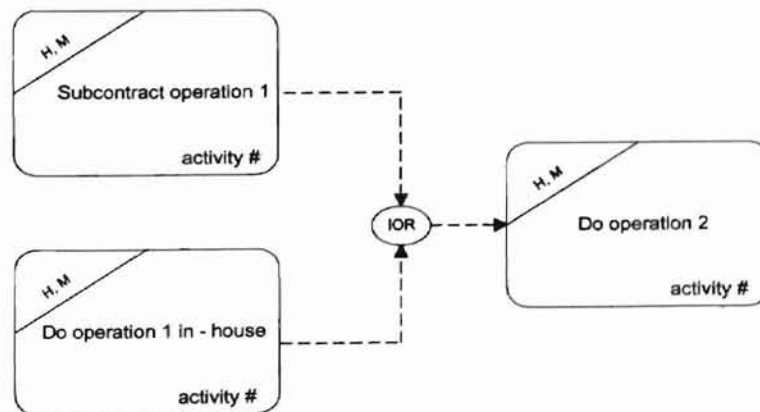 H, M
Subcontract operation 1
activity #
IOR
H, M
Do operation 2
activity #
H, M
Do operation 1 in - house
activity #